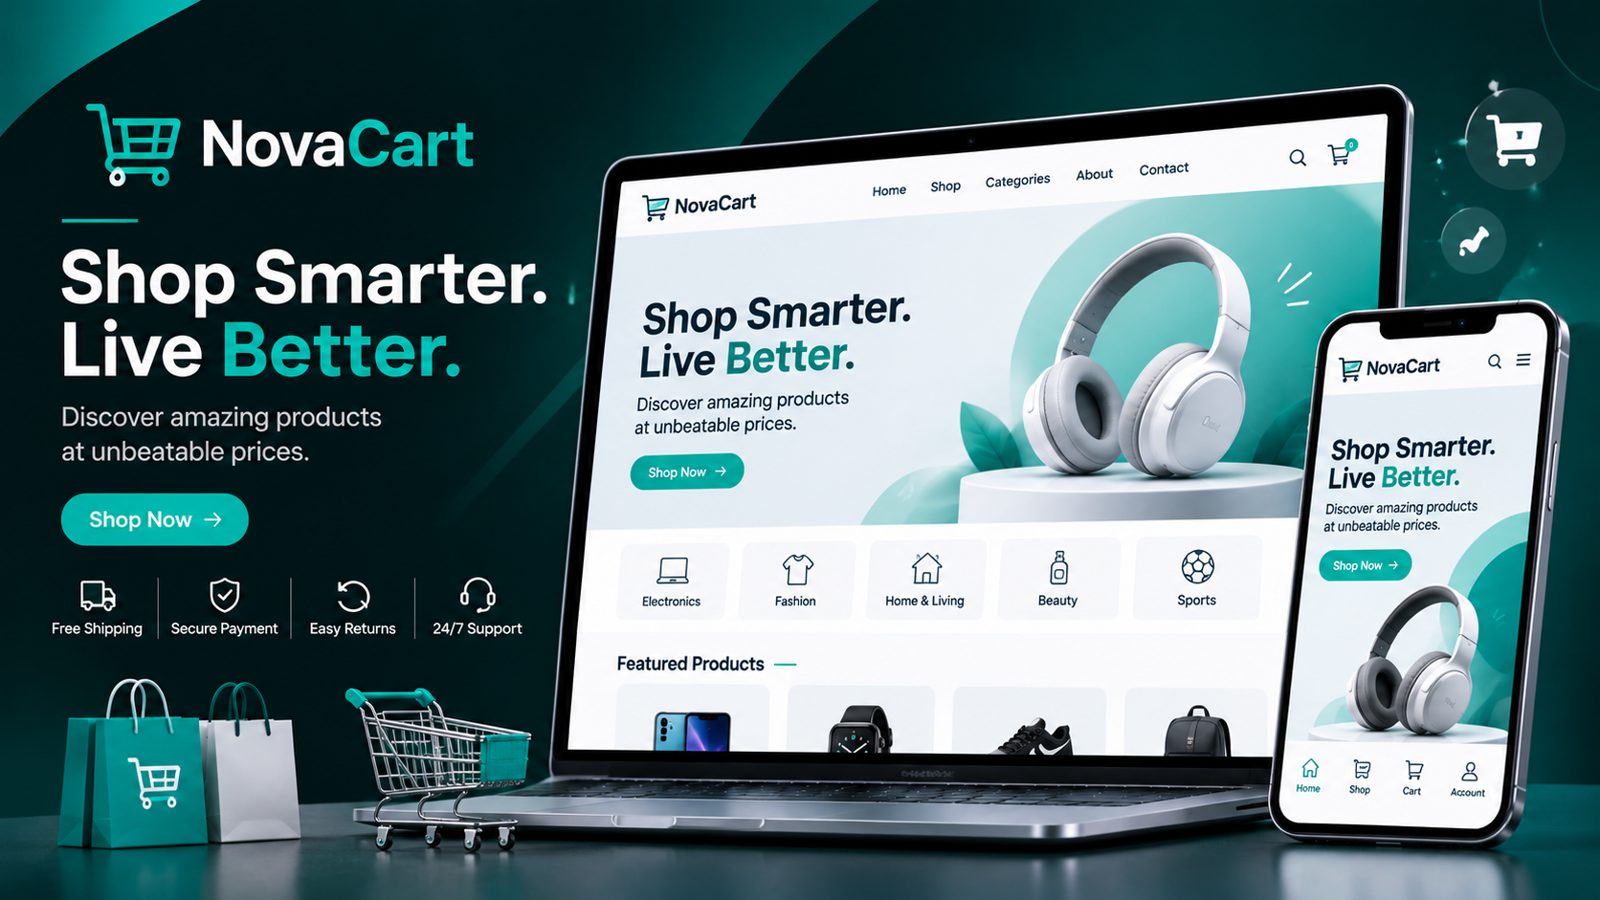 NovaCart
Shop Smarter.
Live Better.
Discover amazing products
at unbeatable prices.
Shop Now →
Free Shipping
Secure Payment
Easy Returns
24/7 Support
NovaCart
Home
Shop
Categories
About
Contact
0
Shop Smarter.
Live Better.
Discover amazing products
at unbeatable prices.
Shop Now →
Electronics
Fashion
Home & Living
Beauty
Sports
Featured Products
NovaCart
Shop Smarter.
Live Better.
Discover amazing products
at unbeatable prices.
Shop Now →
Home
Shop
Cart
Account